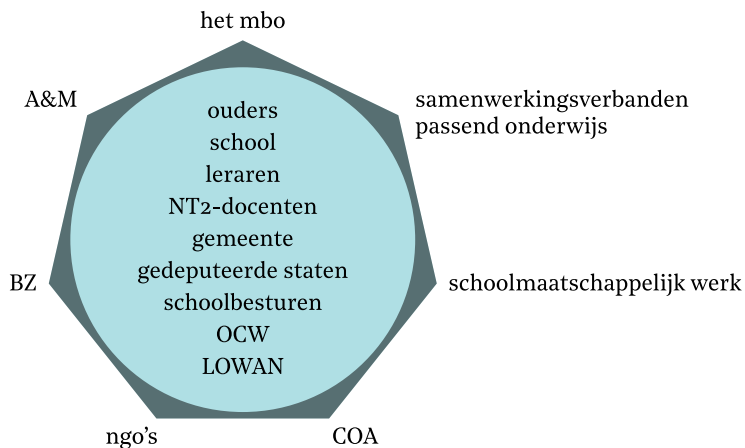 het mbo
A&M
samenwerkingsverbanden
passend onderwijs
ouders
school
leraren
NT2-docenten
gemeente
gedeputeerde staten
schoolbesturen
OCW
LOWAN
BZ
schoolmaatschappelijk werk
ngo’s
COA